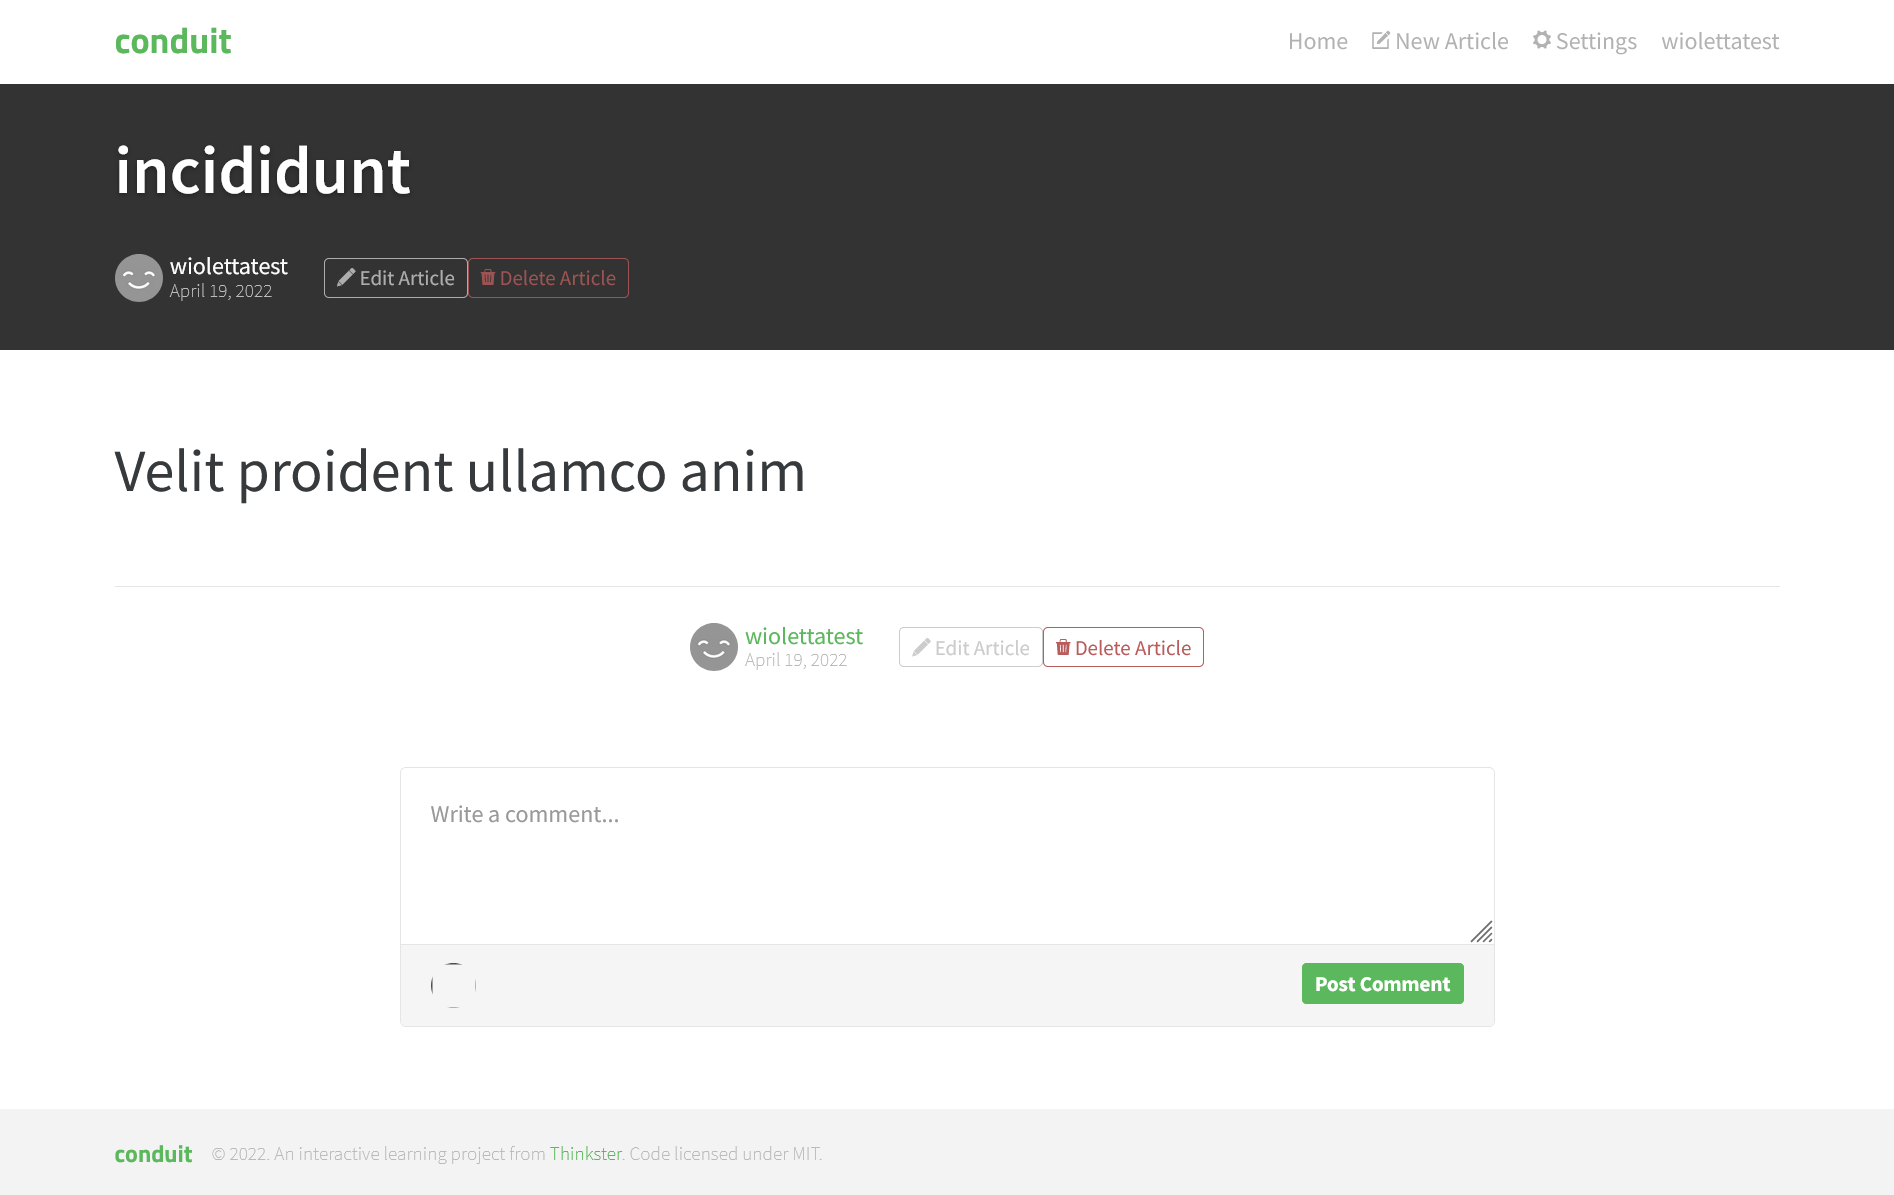 conduit
Home New Article Settings wiolettatest
incididunt
wiolettatest
April 19, 2022
Edit Article Delete Article
Velit proident ullamco anim
wiolettatest
April 19, 2022
Edit Article Delete Article
Write a comment...
Post Comment
conduit © 2022. An interactive learning project from Thinkster. Code licensed under MIT.